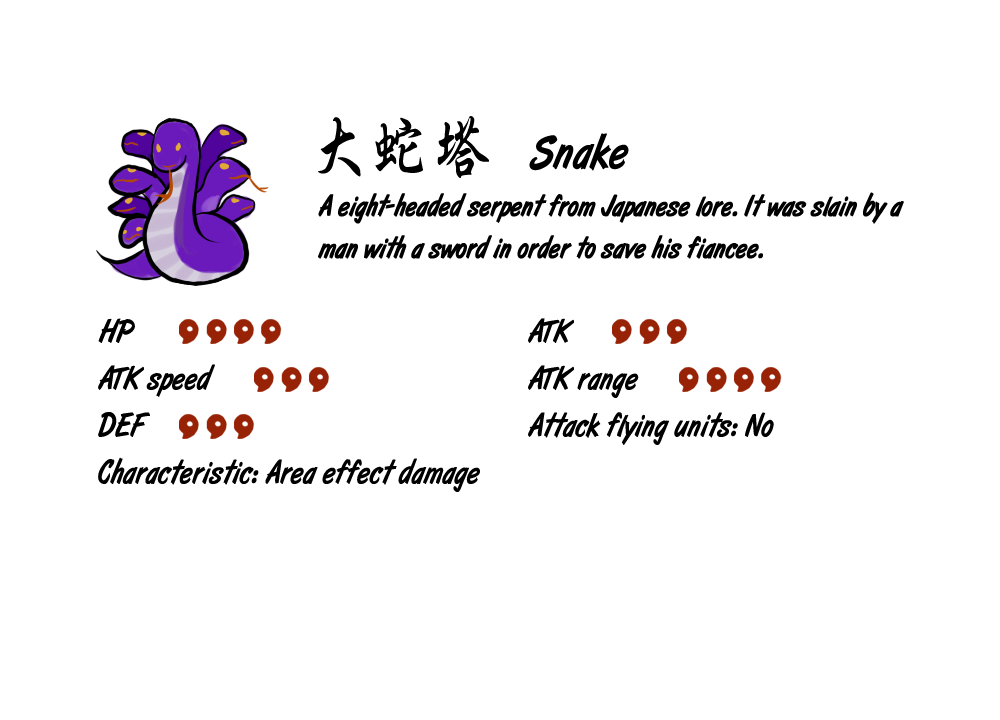 大蛇塔 Snake
A eight-headed serpent from Japanese lore. It was slain by a
man with a sword in order to save his fiancee.
HP
ATK
ATK speed
ATK range
DEF
Attack flying units: No
Characteristic: Area effect damage